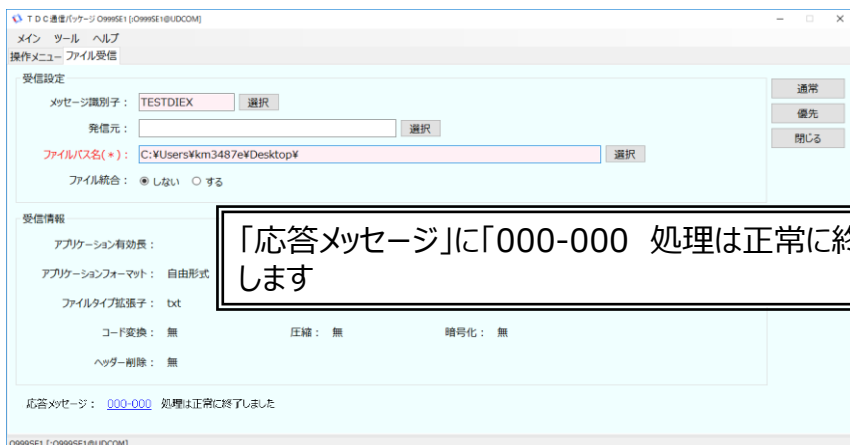 TDC通信パッケージ O999SE1 [:O999SE1@UDCOM]
メイン ツール ヘルプ
操作メニュー ファイル受信
受信設定
メッセージ識別子： TESTDIEX 選択
発信元： 選択
ファイルパス名(*)： C:¥Users¥km3487e¥Desktop¥ 選択
ファイル統合： しない する
通常
優先
閉じる
受信情報
アプリケーション有効長：
アプリケーションフォーマット： 自由形式
ファイルタイプ拡張子： txt
コード変換： 無 圧縮： 無 暗号化： 無
ヘッダー削除： 無
「応答メッセージ」に「000-000 処理は正常に終
します
応答メッセージ： 000-000 処理は正常に終了しました
O999SE1 [:O999SE1@UDCOM]